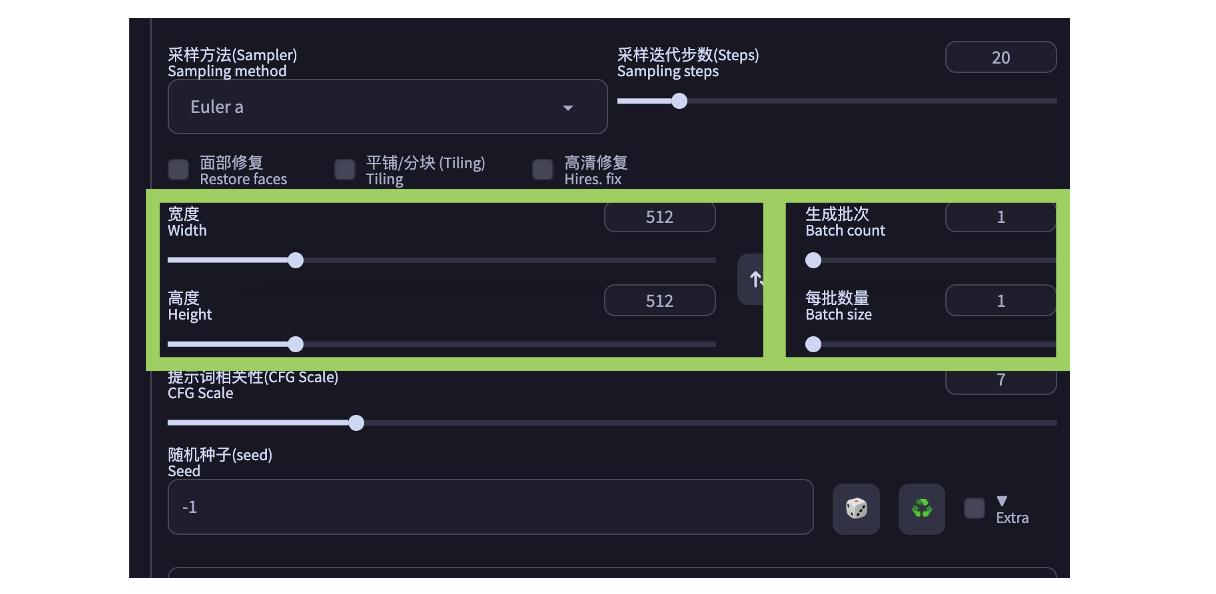 采样方法(Sampler)
Sampling method
Euler a
采样迭代步数(Steps)
Sampling steps
20
面部修复
Restore faces
平铺/分块 (Tiling)
Tiling
高清修复
Hires. fix
宽度
Width
512
高度
Height
512
生成批次
Batch count
1
每批数量
Batch size
1
提示词相关性(CFG Scale)
CFG Scale
7
随机种子(seed)
Seed
-1
Extra